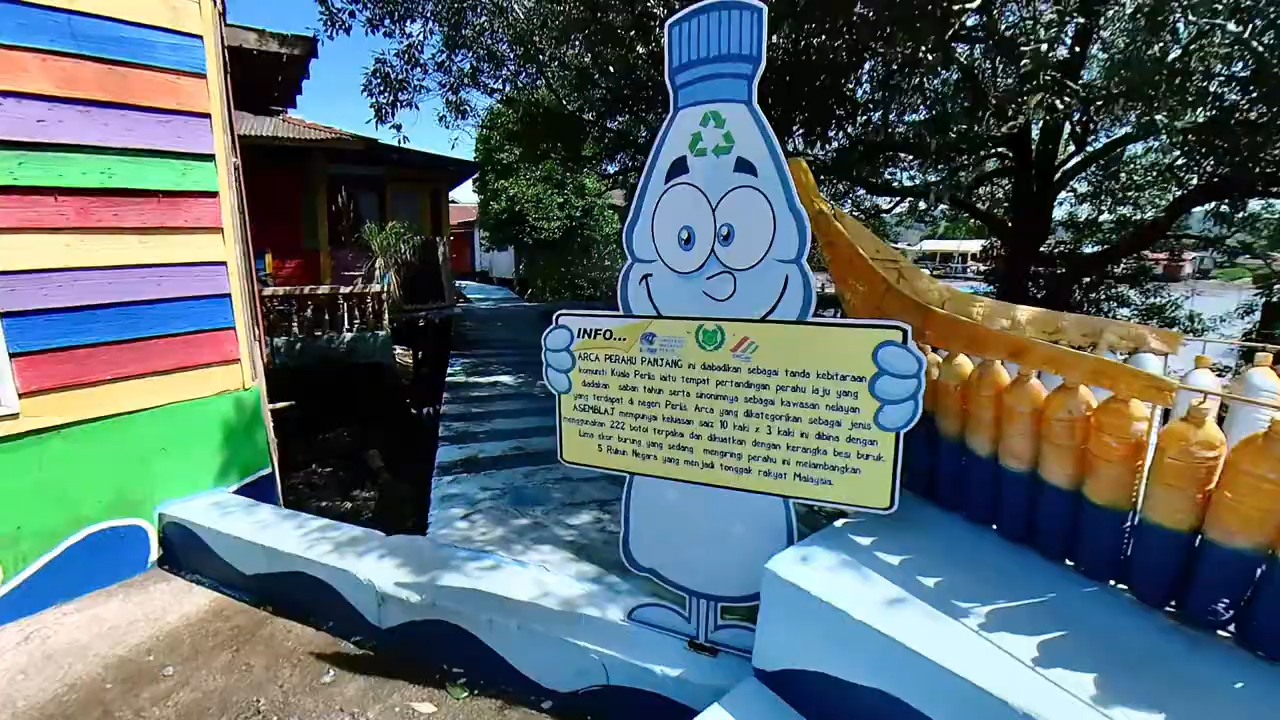 INFO...
ARCA PERAHU PANJANG ini diabadikan sebagai tanda kebitaraan
komuniti Kuala Perlis iaitu tempat pertandingan perahu laju yang
diadakan saban tahun serta sinonimnya sebagai kawasan nelayan
yang terdapat di negeri Perlis. Arca yang dikategorikan sebagai jenis
ASEMBLAJ mempunyai keluasan saiz 10 kaki x 3 kaki ini dibina dengan
menggunakan 222 botol terpakai dan dikuatkan dengan kerangka besi buruk.
Lima ekor burung yang sedang mengiringi perahu ini melambangkan
5 Rukun Negara yang menjadi tonggak rakyat Malaysia.